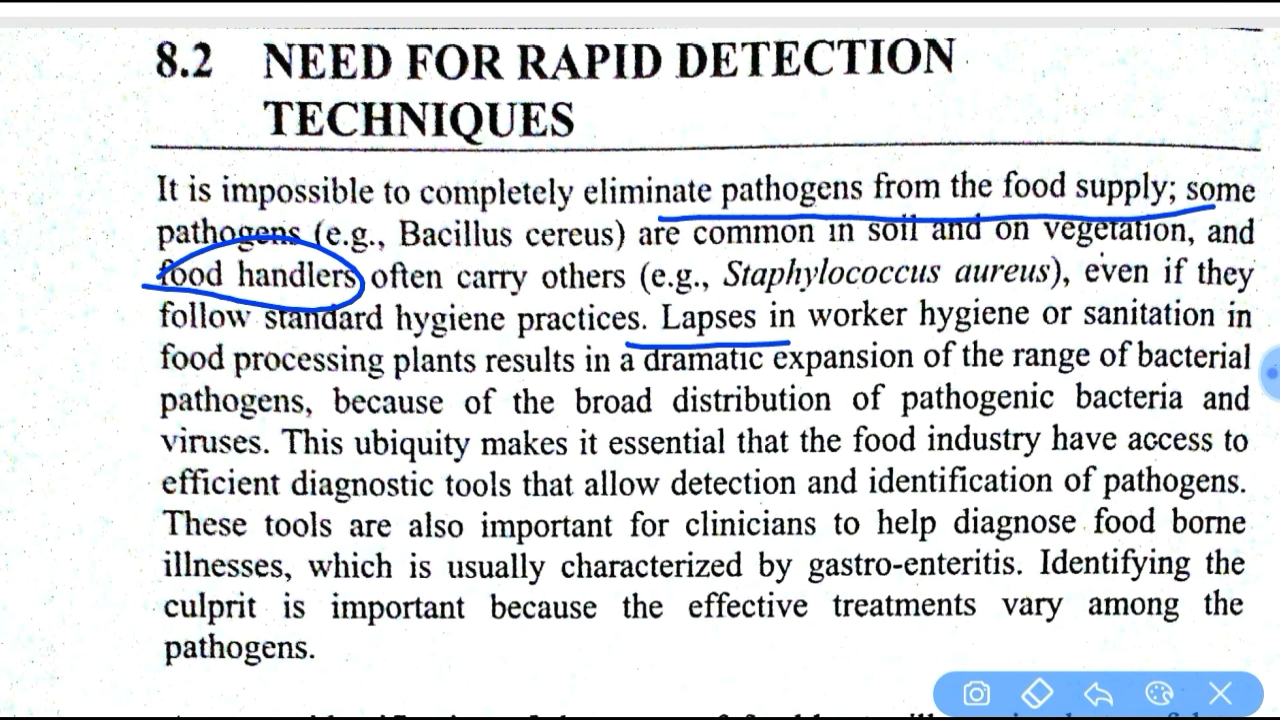 8.2 NEED FOR RAPID DETECTION
TECHNIQUES
It is impossible to completely eliminate pathogens from the food supply; some
pathogens (e.g., Bacillus cereus) are common in soil and on vegetation, and
food handlers often carry others (e.g., Staphylococcus aureus), even if they
follow standard hygiene practices. Lapses in worker hygiene or sanitation in
food processing plants results in a dramatic expansion of the range of bacterial
pathogens, because of the broad distribution of pathogenic bacteria and
viruses. This ubiquity makes it essential that the food industry have access to
efficient diagnostic tools that allow detection and identification of pathogens.
These tools are also important for clinicians to help diagnose food borne
illnesses, which is usually characterized by gastro-enteritis. Identifying the
culprit is important because the effective treatments vary among the
pathogens.